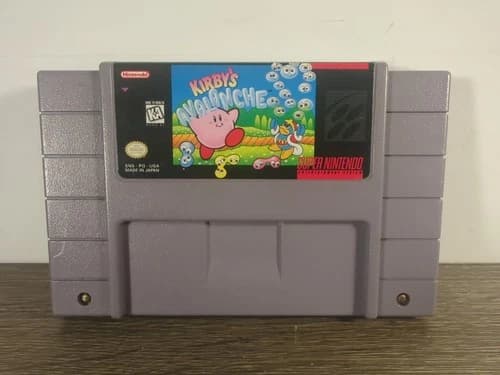 Nintendo
KIRBY'S
AVALANCHE
KA
ENG - PO - USA
MADE IN JAPAN
SUPER NINTENDO
ENTERTAINMENT SYSTEM